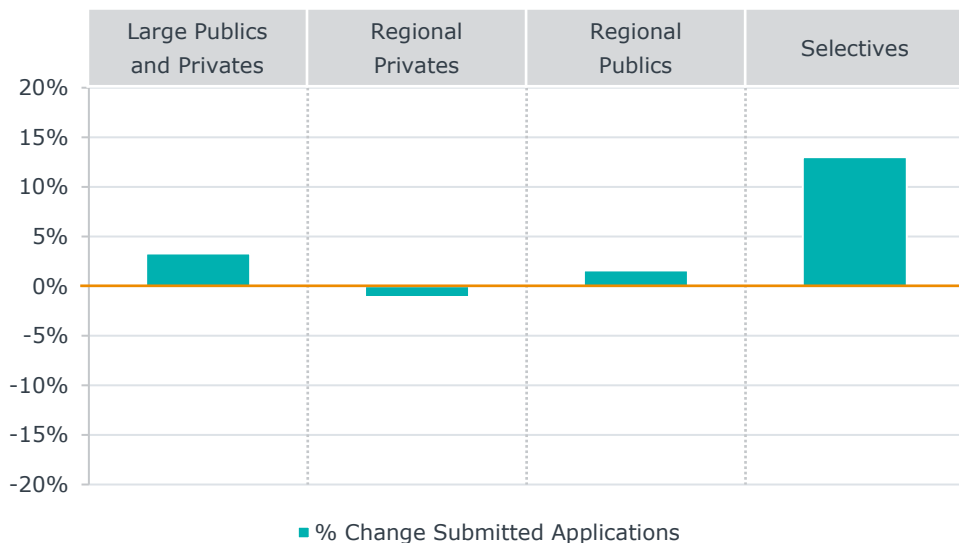 Large Publics
and Privates
Regional
Privates
Regional
Publics
Selectives
20%
15%
10%
5%
0%
-5%
-10%
-15%
-20%
% Change Submitted Applications